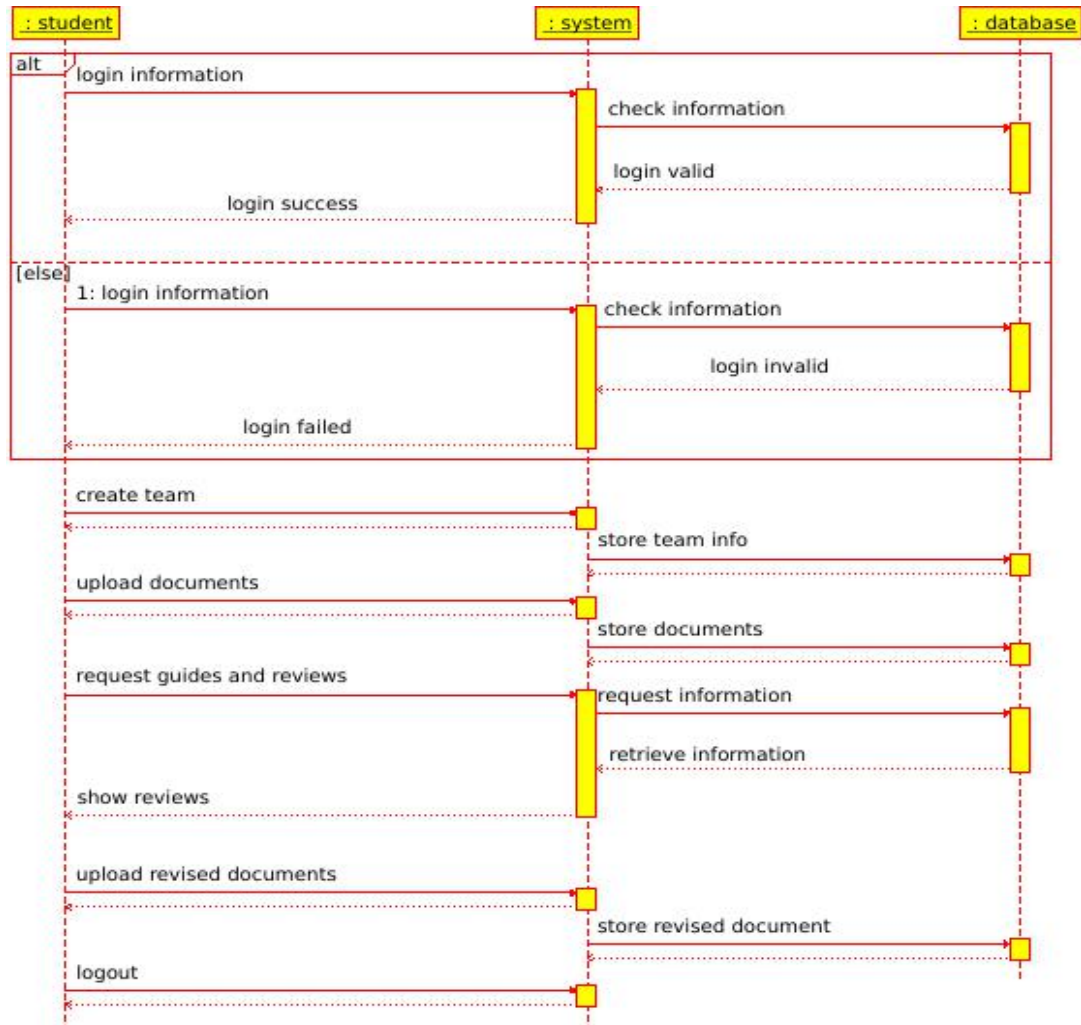 : student
: system
: database
alt
login information
check information
login valid
login success
[else]
1: login information
check information
login invalid
login failed
create team
store team info
upload documents
store documents
request guides and reviews
request information
retrieve information
show reviews
upload revised documents
store revised document
logout